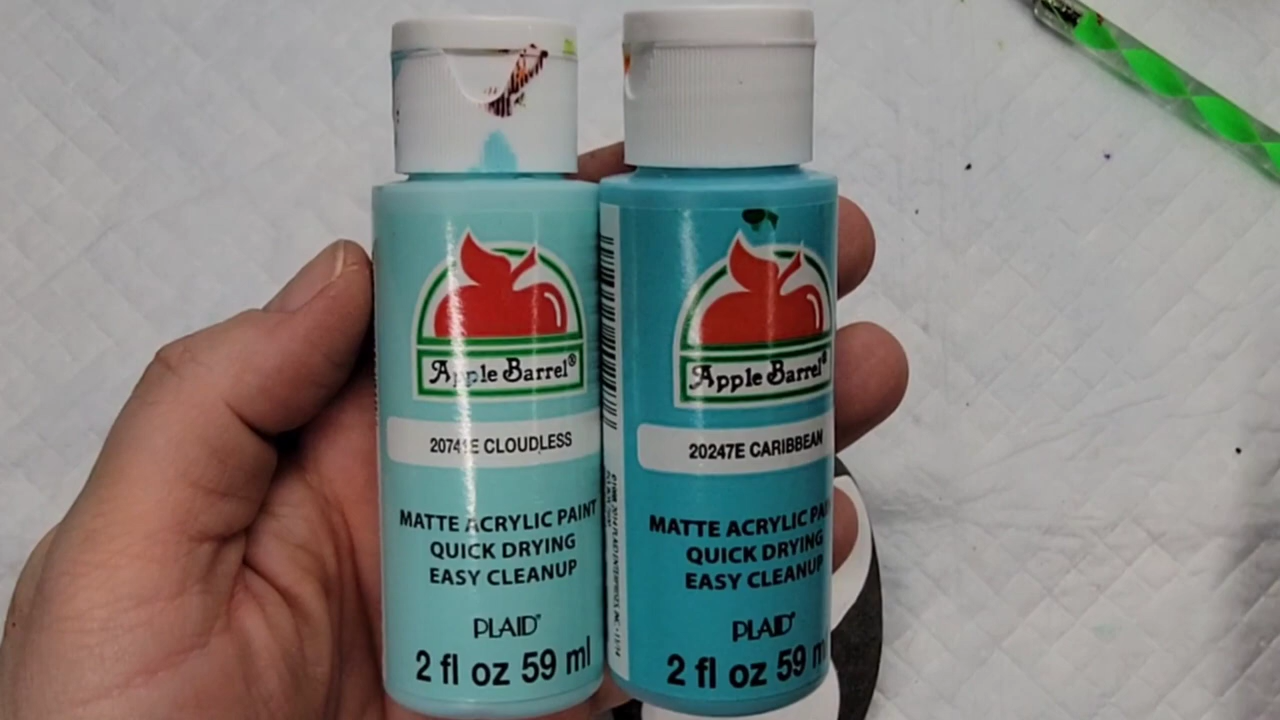 Apple Barrel®
20741E CLOUDLESS
MATTE ACRYLIC PAINT
QUICK DRYING
EASY CLEANUP
PLAID®
2 fl oz 59 ml
Apple Barrel®
20247E CARIBBEAN
MATTE ACRYLIC PA
QUICK DRYING
EASY CLEANUP
PLAID®
2 fl oz 59 m